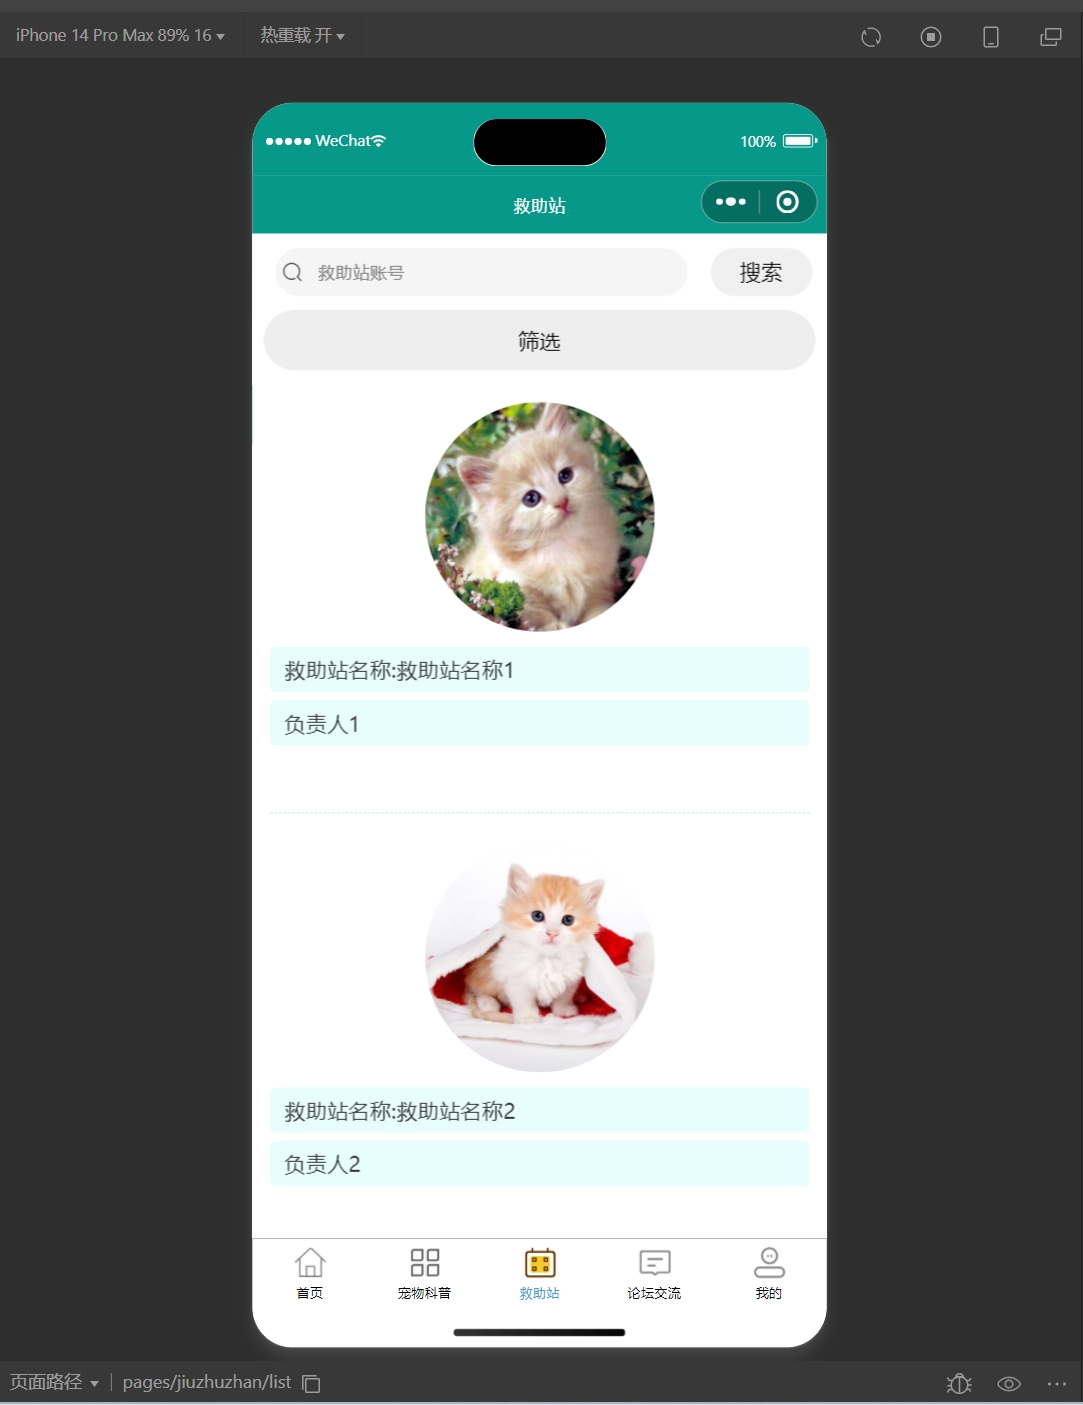 iPhone 14 Pro Max 89% 16
热重载 开
WeChat
100%
救助站
救助站账号
搜索
筛选
救助站名称:救助站名称1
负责人1
救助站名称:救助站名称2
负责人2
首页
宠物科普
救助站
论坛交流
我的
页面路径
pages/jiuzhuzhan/list